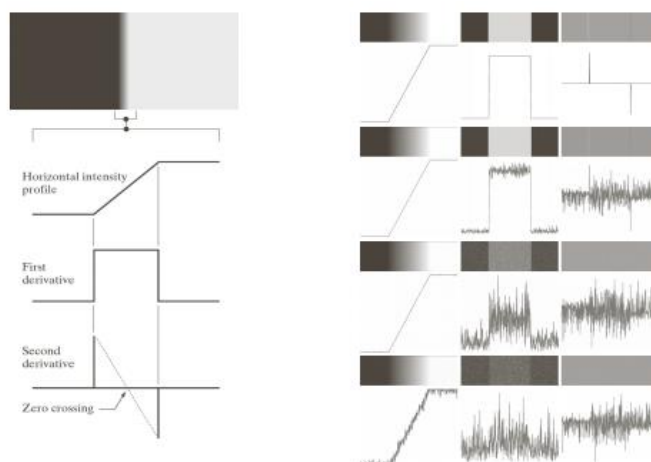 Horizontal intensity
profile
First
derivative
Second
derivative
Zero crossing